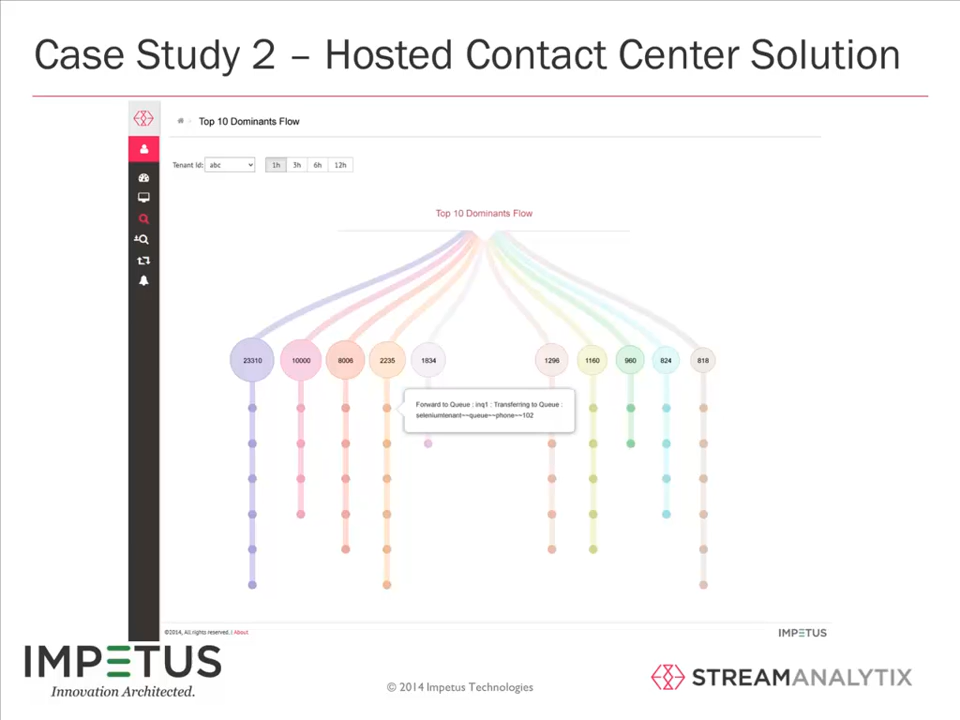 Case Study 2 – Hosted Contact Center Solution
Top 10 Dominants Flow
Tenant Id: abc 1h 3h 6h 12h
Top 10 Dominants Flow
23310 10000 8006 2235 1834 1296 1160 960 824 818
Forward to Queue : inq1 : Transferring to Queue :
seleniumtenant~~queue~~phone~~102
©2014, All rights reserved. | About
IMPETUS
IMPETUS
Innovation Architected.
© 2014 Impetus Technologies
STREAMANALYTIX